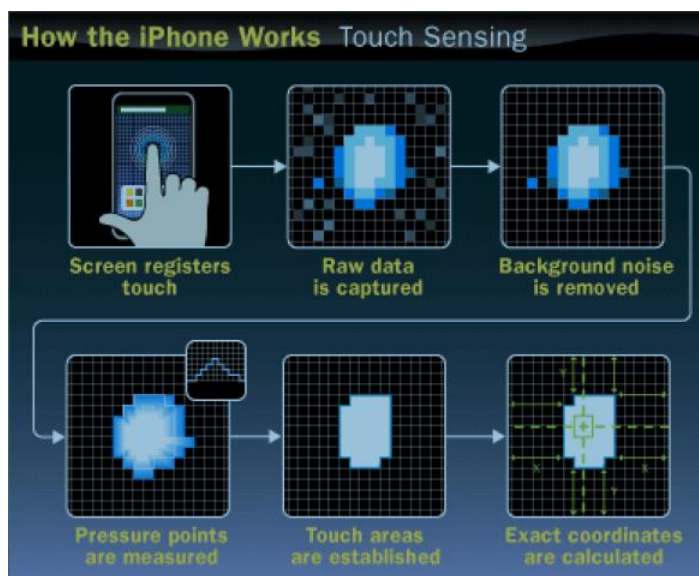 How the iPhone Works Touch Sensing
Screen registers
touch
Raw data
is captured
Background noise
is removed
Pressure points
are measured
Touch areas
are established
Exact coordinates
are calculated
Y
X
X
Y